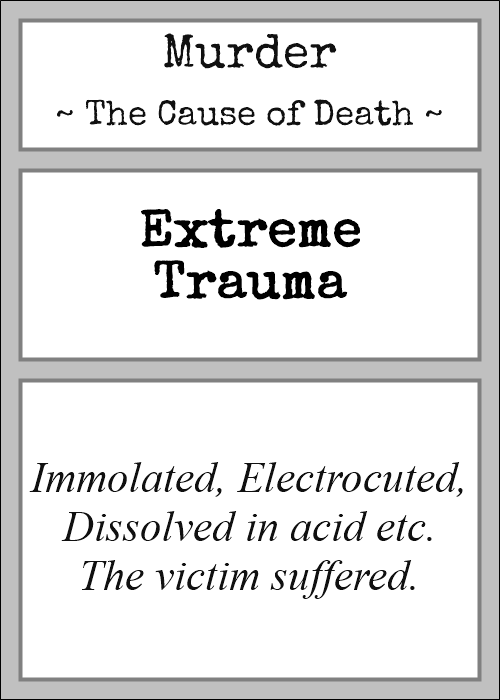 Murder
~ The Cause of Death ~
Extreme
Trauma
Immolated, Electrocuted,
Dissolved in acid etc.
The victim suffered.